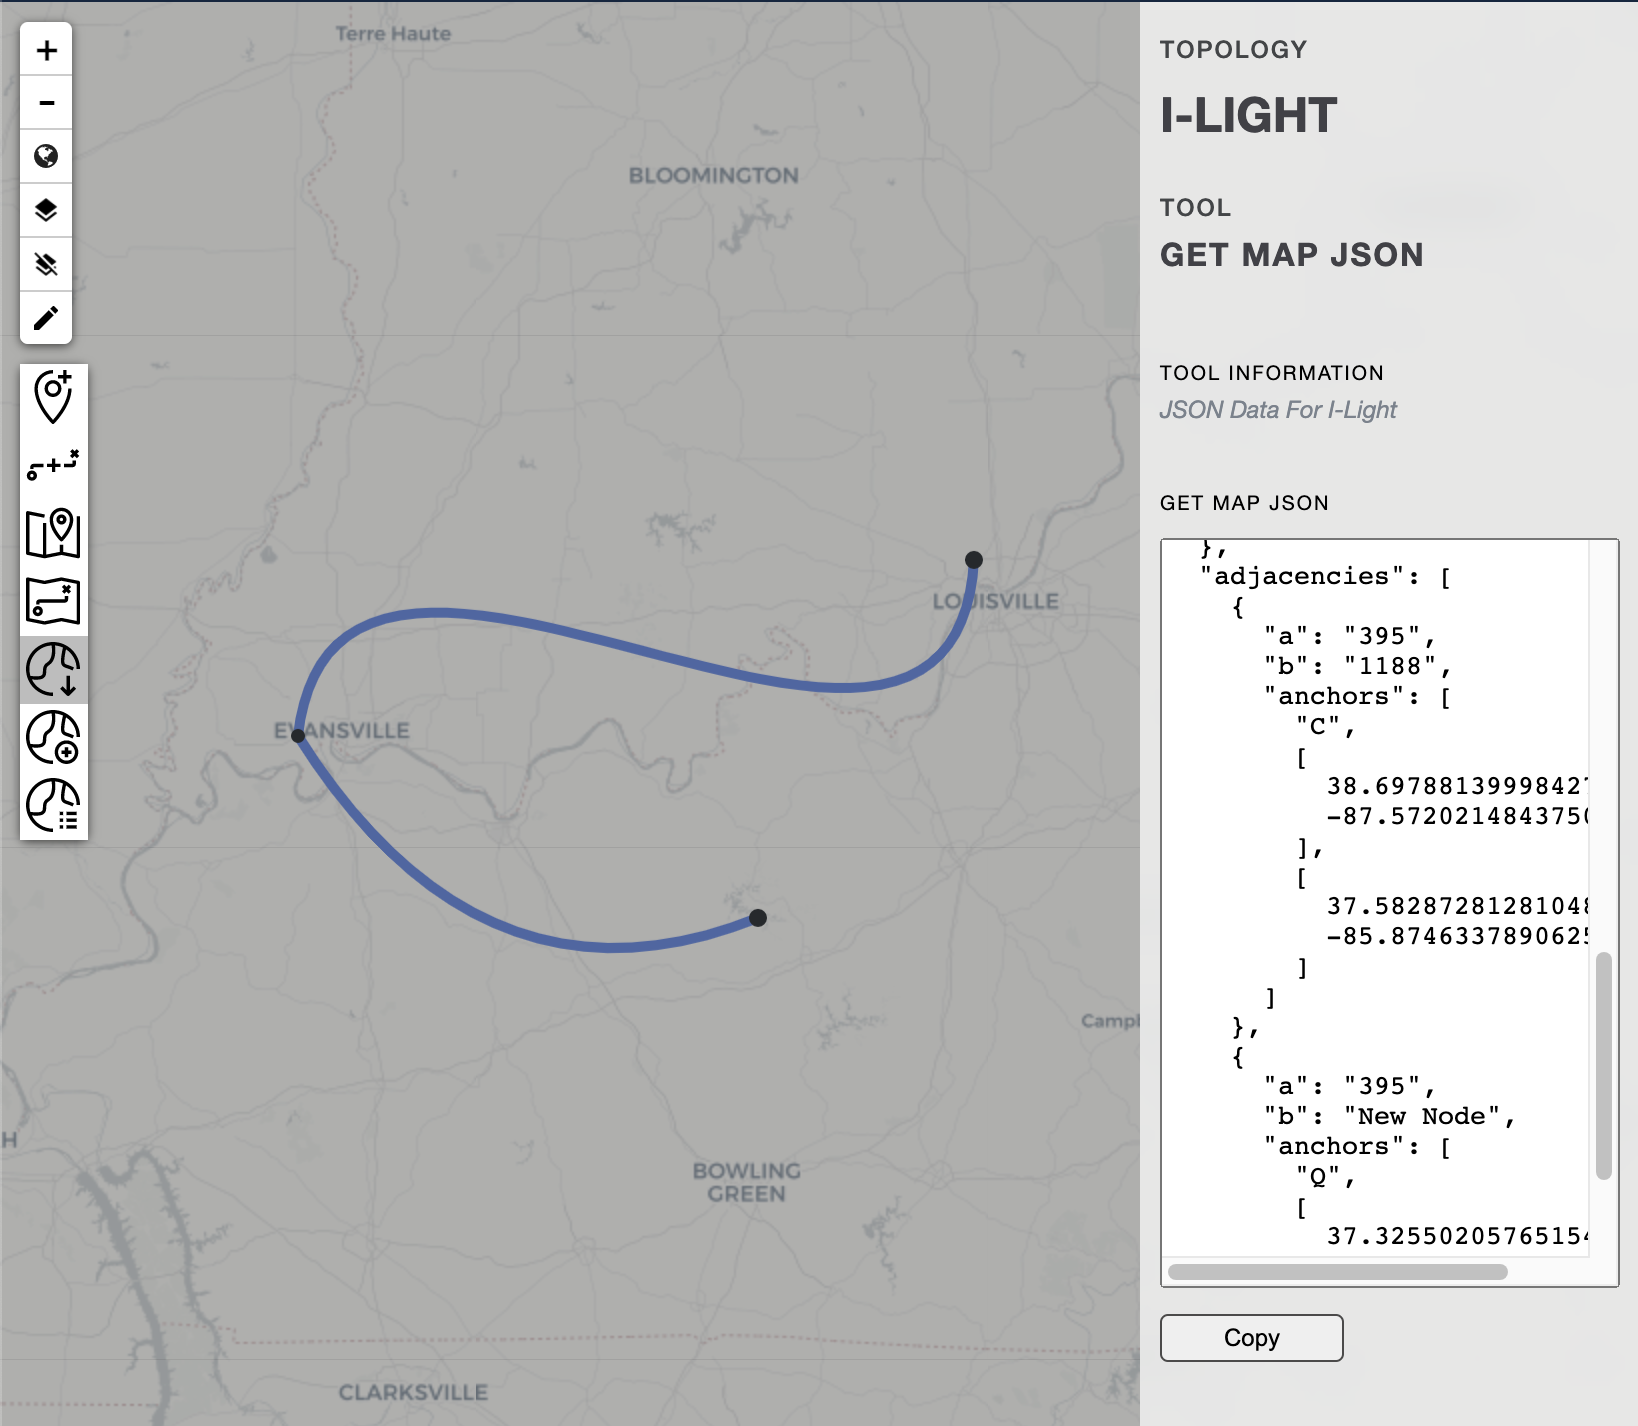 +
−
Terre Haute
BLOOMINGTON
LOUISVILLE
EVANSVILLE
Campb
H
BOWLING
GREEN
CLARKSVILLE
TOPOLOGY
I-LIGHT
TOOL
GET MAP JSON
TOOL INFORMATION
JSON Data For I-Light
GET MAP JSON
},
"adjacencies": [
{
"a": "395",
"b": "1188",
"anchors": [
"C",
[
38.69788139998427
-87.5720214843750
],
[
37.58287281281048
-85.8746337890625
]
]
},
{
"a": "395",
"b": "New Node",
"anchors": [
"Q",
[
37.32550205765154
Copy